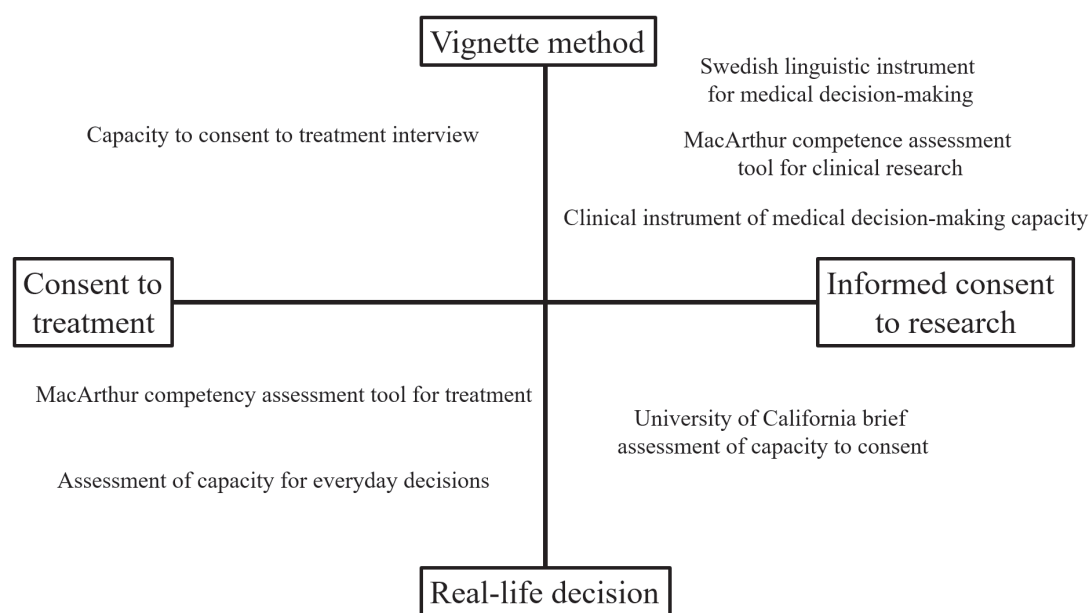 Vignette method
Swedish linguistic instrument
for medical decision-making
Capacity to consent to treatment interview
MacArthur competence assessment
tool for clinical research
Clinical instrument of medical decision-making capacity
Consent to
treatment
Informed consent
to research
MacArthur competency assessment tool for treatment
University of California brief
assessment of capacity to consent
Assessment of capacity for everyday decisions
Real-life decision